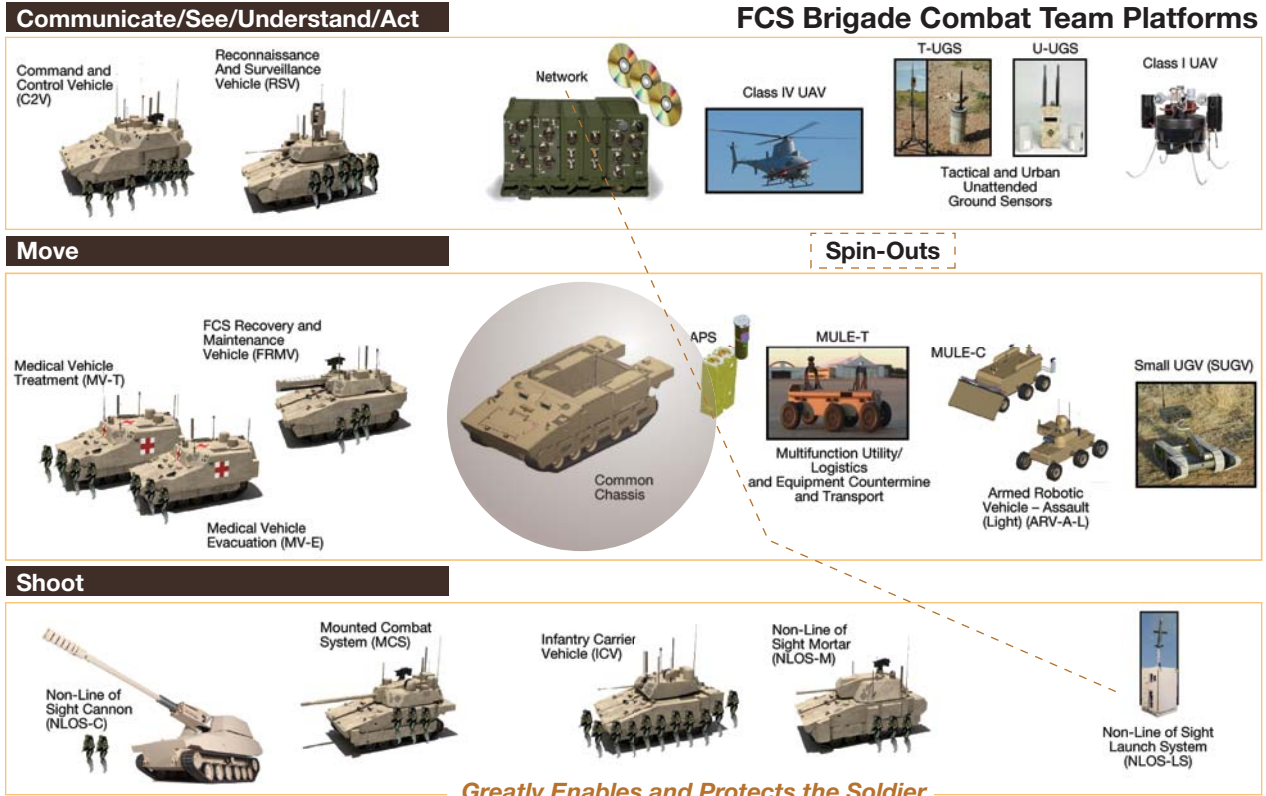 Communicate/See/Understand/Act
FCS Brigade Combat Team Platforms
Command and
Control Vehicle
(C2V)
Reconnaissance
And Surveillance
Vehicle (RSV)
Network
Class IV UAV
T-UGS
U-UGS
Tactical and Urban
Unattended
Ground Sensors
Class I UAV
Move
Spin-Outs
Medical Vehicle
Treatment (MV-T)
FCS Recovery and
Maintenance
Vehicle (FRMV)
Medical Vehicle
Evacuation (MV-E)
Common
Chassis
APS
MULE-T
Multifunction Utility/
Logistics
and Equipment Countermine
and Transport
MULE-C
Armed Robotic
Vehicle – Assault
(Light) (ARV-A-L)
Small UGV (SUGV)
Shoot
Non-Line of
Sight Cannon
(NLOS-C)
Mounted Combat
System (MCS)
Infantry Carrier
Vehicle (ICV)
Non-Line of
Sight Mortar
(NLOS-M)
Non-Line of Sight
Launch System
(NLOS-LS)
Greatly Enables and Protects the Soldier